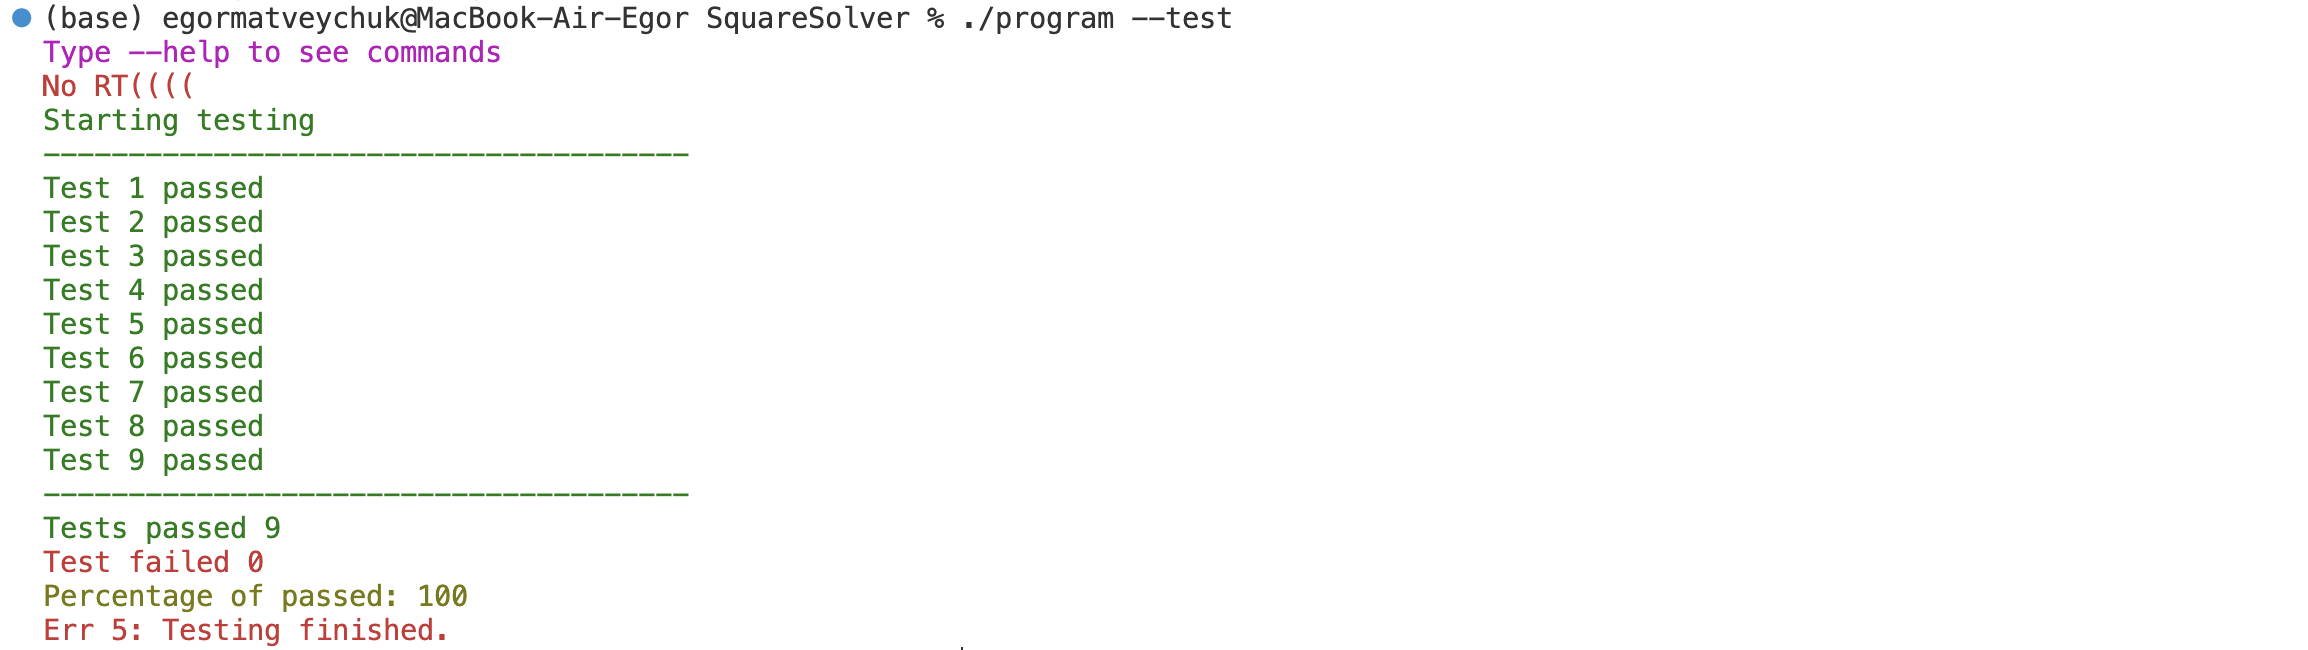 (base) egormatveychuk@MacBook-Air-Egor SquareSolver % ./program --test
Type --help to see commands
No RT((((
Starting testing
--------------------------------------
Test 1 passed
Test 2 passed
Test 3 passed
Test 4 passed
Test 5 passed
Test 6 passed
Test 7 passed
Test 8 passed
Test 9 passed
--------------------------------------
Tests passed 9
Test failed 0
Percentage of passed: 100
Err 5: Testing finished.